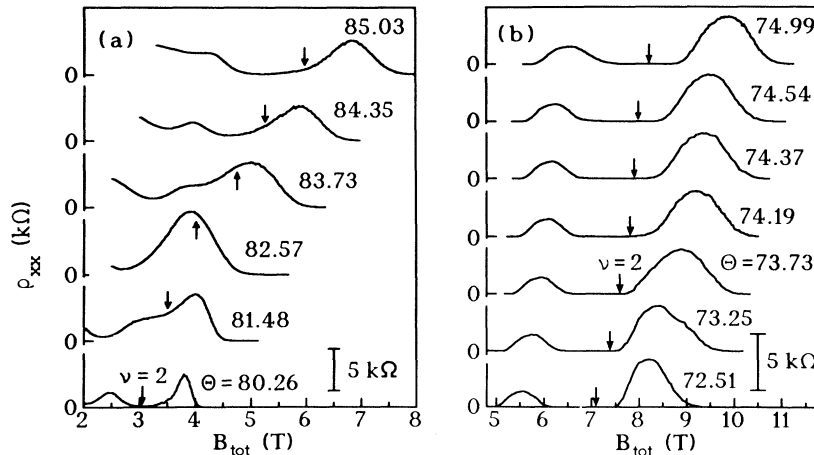 (a)
85.03
84.35
83.73
82.57
81.48
ν = 2
Θ = 80.26
5 kΩ
0
0
0
0
0
0
ρxx (kΩ)
2 3 4 5 6 7 8
Btot (T)
(b)
74.99
74.54
74.37
74.19
ν = 2
Θ = 73.73
73.25
72.51
5 kΩ
0
0
0
0
0
0
0
5 6 7 8 9 10 11
Btot (T)